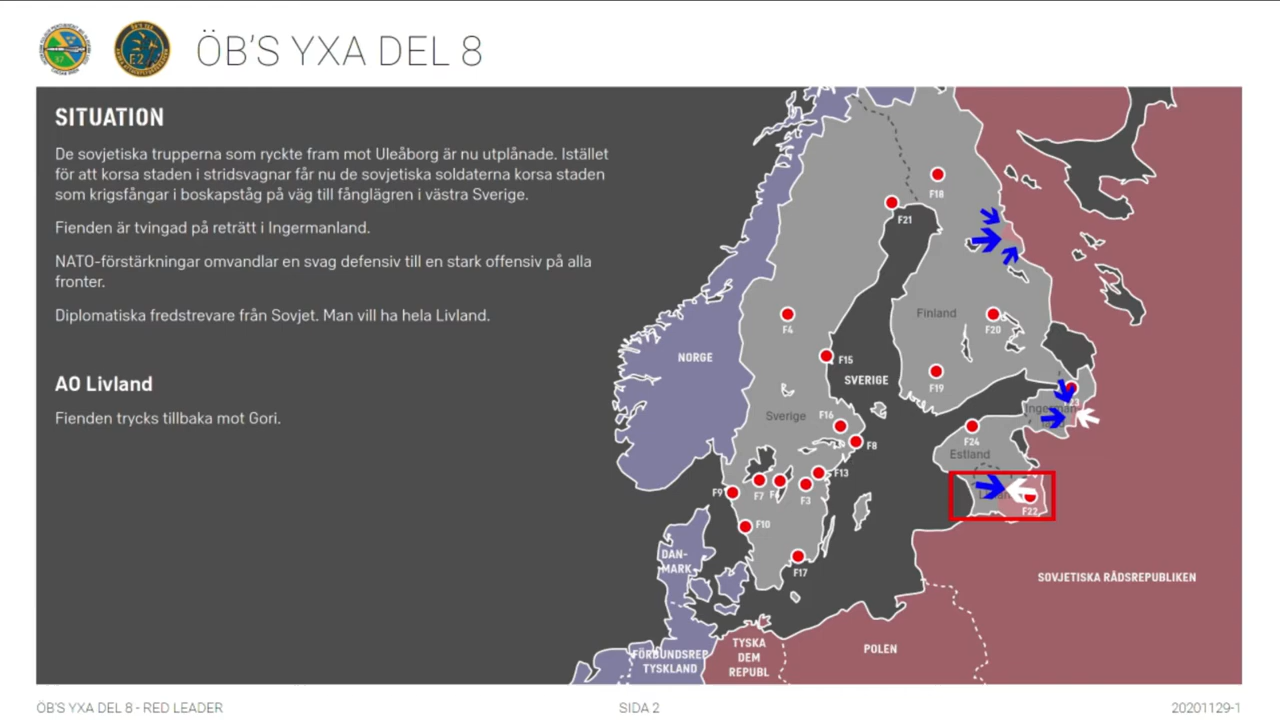 ÖB'S YXA DEL 8
SITUATION
De sovjetiska trupperna som ryckte fram mot Uleåborg är nu utplånade. Istället
för att korsa staden i stridsvagnar får nu de sovjetiska soldaterna korsa staden
som krigsfångar i boskapståg på väg till fånglägren i västra Sverige.
Fienden är tvingad på reträtt i Ingermanland.
NATO-förstärkningar omvandlar en vag defensiv till en stark offensiv på alla
fronter.
Diplomatiska fredstrevare från Sovjet. Man vill ha hela Livland.
AO Livland
Fienden trycks tillbaka mot Gori.
F18
F21
Finland
F4
F20
NORGE
F15
SVERIGE
F19
Sverige
F16
F24
F8
Estland
F13
F9
F7
F6
F3
F22
F10
DAN-
MARK
F17
SOVJETISKA RÅDSREPUBLIKEN
TYSKA
DEM
REPUBL
POLEN
FÖRBUNDSREP
TYSKLAND
ÖB'S YXA DEL 8 - RED LEADER
SIDA 2
20201129-1